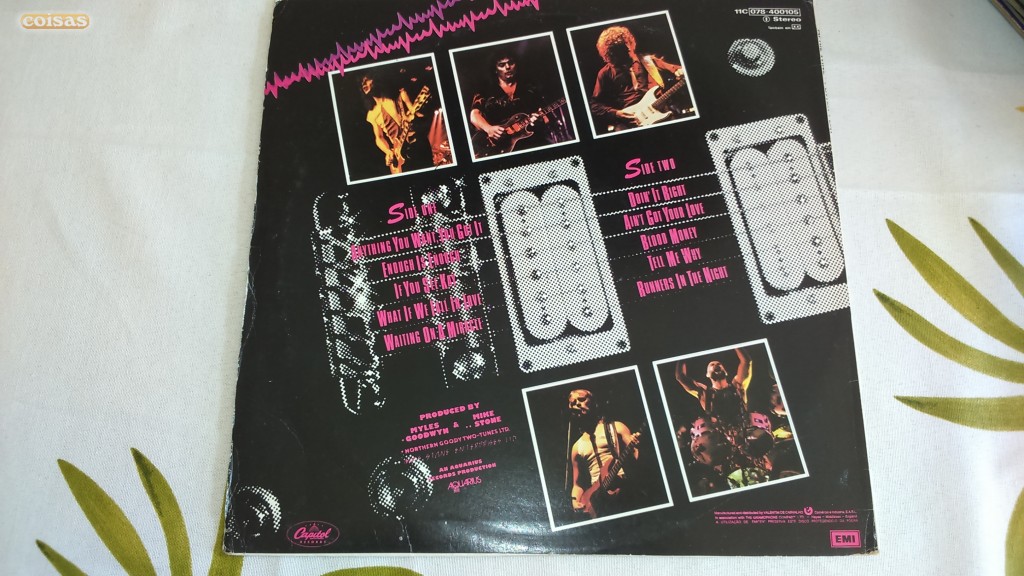 coisas
11C 078-400105
Stereo
SIDE ONE
ANYTHING YOU WANT, YOU GOT IT
ENOUGH IS ENOUGH
IF YOU SEE KAY
WHAT IF WE FALL IN LOVE
WAITING ON A MIRACLE
SIDE TWO
DOIN' IT RIGHT
AIN'T GOT YOUR LOVE
BLOOD MONEY
TELL ME WHY
RUNNERS IN THE NIGHT
PRODUCED BY
MYLES GOODWYN & MIKE STONE
NORTHERN GOODY TWO-TUNES LTD.
AN AQUARIUS
RECORDS PRODUCTION
AQUARIUS
Capitol
RECORDS
EMI